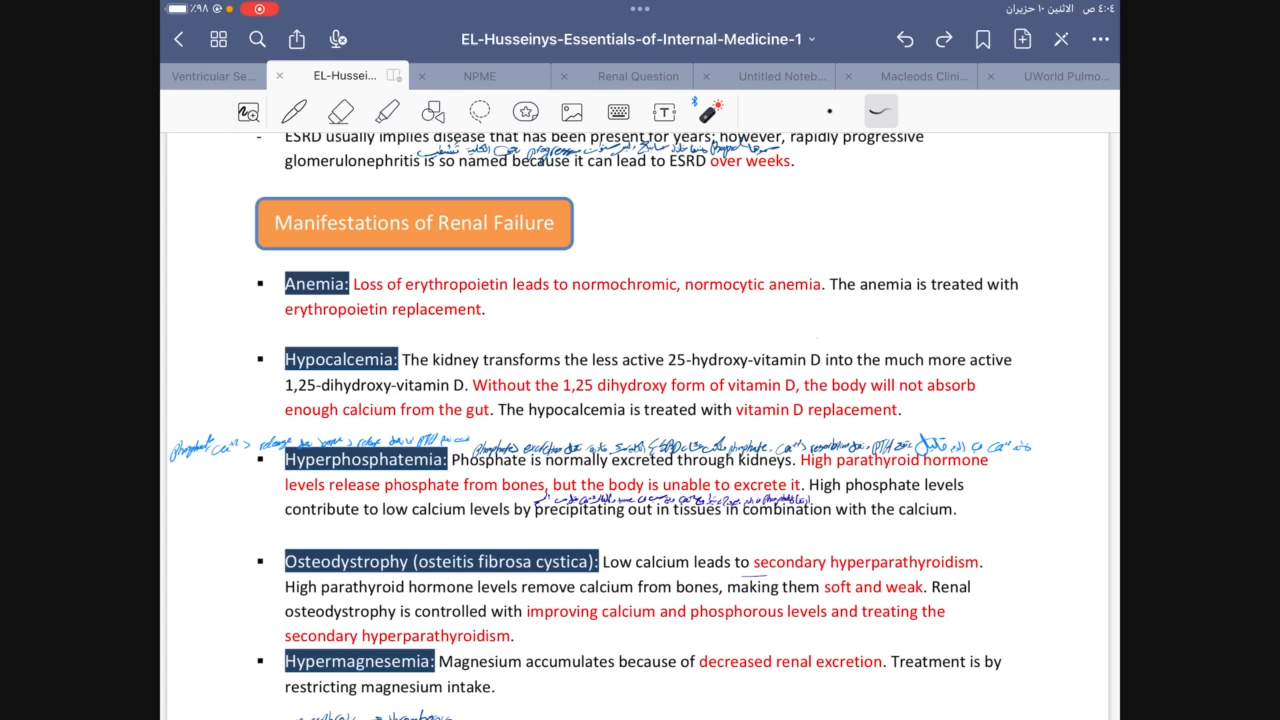 ٪٩٨ ••• ٤:٠٤ ص الاثنين ١٠ حزيران
EL-Husseinys-Essentials-of-Internal-Medicine-1
Ventricular Se... EL-Hussei... NPME Renal Question Untitled Noteb... Macleods Clini... UWorld Pulmo...
- ESRD usually implies disease that has been present for years; however, rapidly progressive
glomerulonephritis is so named because it can lead to ESRD over weeks.
Manifestations of Renal Failure
▪ Anemia: Loss of erythropoietin leads to normochromic, normocytic anemia. The anemia is treated with
erythropoietin replacement.
▪ Hypocalcemia: The kidney transforms the less active 25-hydroxy-vitamin D into the much more active
1,25-dihydroxy-vitamin D. Without the 1,25 dihydroxy form of vitamin D, the body will not absorb
enough calcium from the gut. The hypocalcemia is treated with vitamin D replacement.
▪ Hyperphosphatemia: Phosphate is normally excreted through kidneys. High parathyroid hormone
levels release phosphate from bones, but the body is unable to excrete it. High phosphate levels
contribute to low calcium levels by precipitating out in tissues in combination with the calcium.
▪ Osteodystrophy (osteitis fibrosa cystica): Low calcium leads to secondary hyperparathyroidism.
High parathyroid hormone levels remove calcium from bones, making them soft and weak. Renal
osteodystrophy is controlled with improving calcium and phosphorous levels and treating the
secondary hyperparathyroidism.
▪ Hypermagnesemia: Magnesium accumulates because of decreased renal excretion. Treatment is by
restricting magnesium intake.